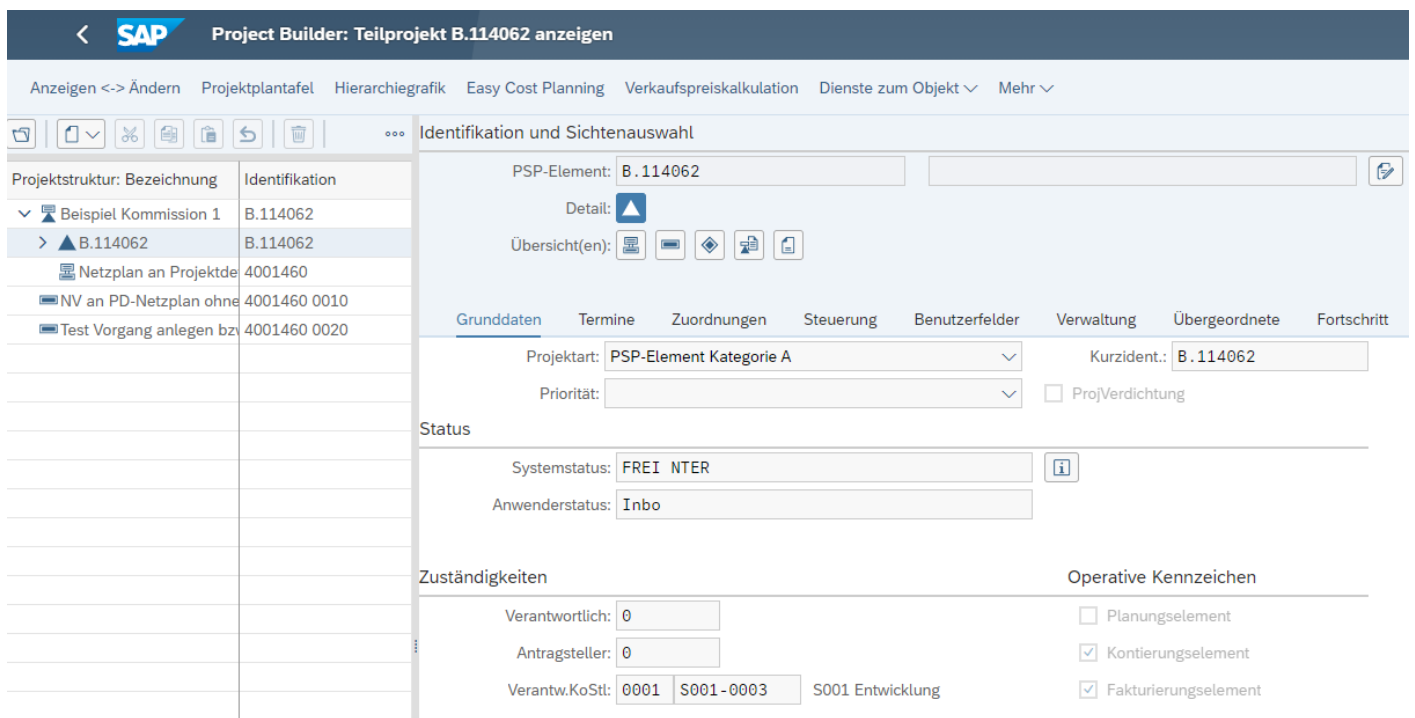 SAP Project Builder: Teilprojekt B.114062 anzeigen
Anzeigen <-> Ändern Projektplantafel Hierarchiegrafik Easy Cost Planning Verkaufspreiskalkulation Dienste zum Objekt Mehr
Identifikation und Sichtenauswahl
Projektstruktur: Bezeichnung Identifikation
Beispiel Kommission 1 B.114062
B.114062 B.114062
Netzplan an Projektde 4001460
NV an PD-Netzplan ohne 4001460 0010
Test Vorgang anlegen bzw 4001460 0020
PSP-Element: B.114062
Detail:
Übersicht(en):
Grunddaten Termine Zuordnungen Steuerung Benutzerfelder Verwaltung Übergeordnete Fortschritt
Projektart: PSP-Element Kategorie A Kurzident.: B.114062
Priorität: ProjVerdichtung
Status
Systemstatus: FREI NTER
Anwenderstatus: Inbo
Zuständigkeiten Operative Kennzeichen
Verantwortlich: 0 Planungselement
Antragsteller: 0 Kontierungselement
Verantw.KoStl: 0001 S001-0003 S001 Entwicklung Fakturierungselement